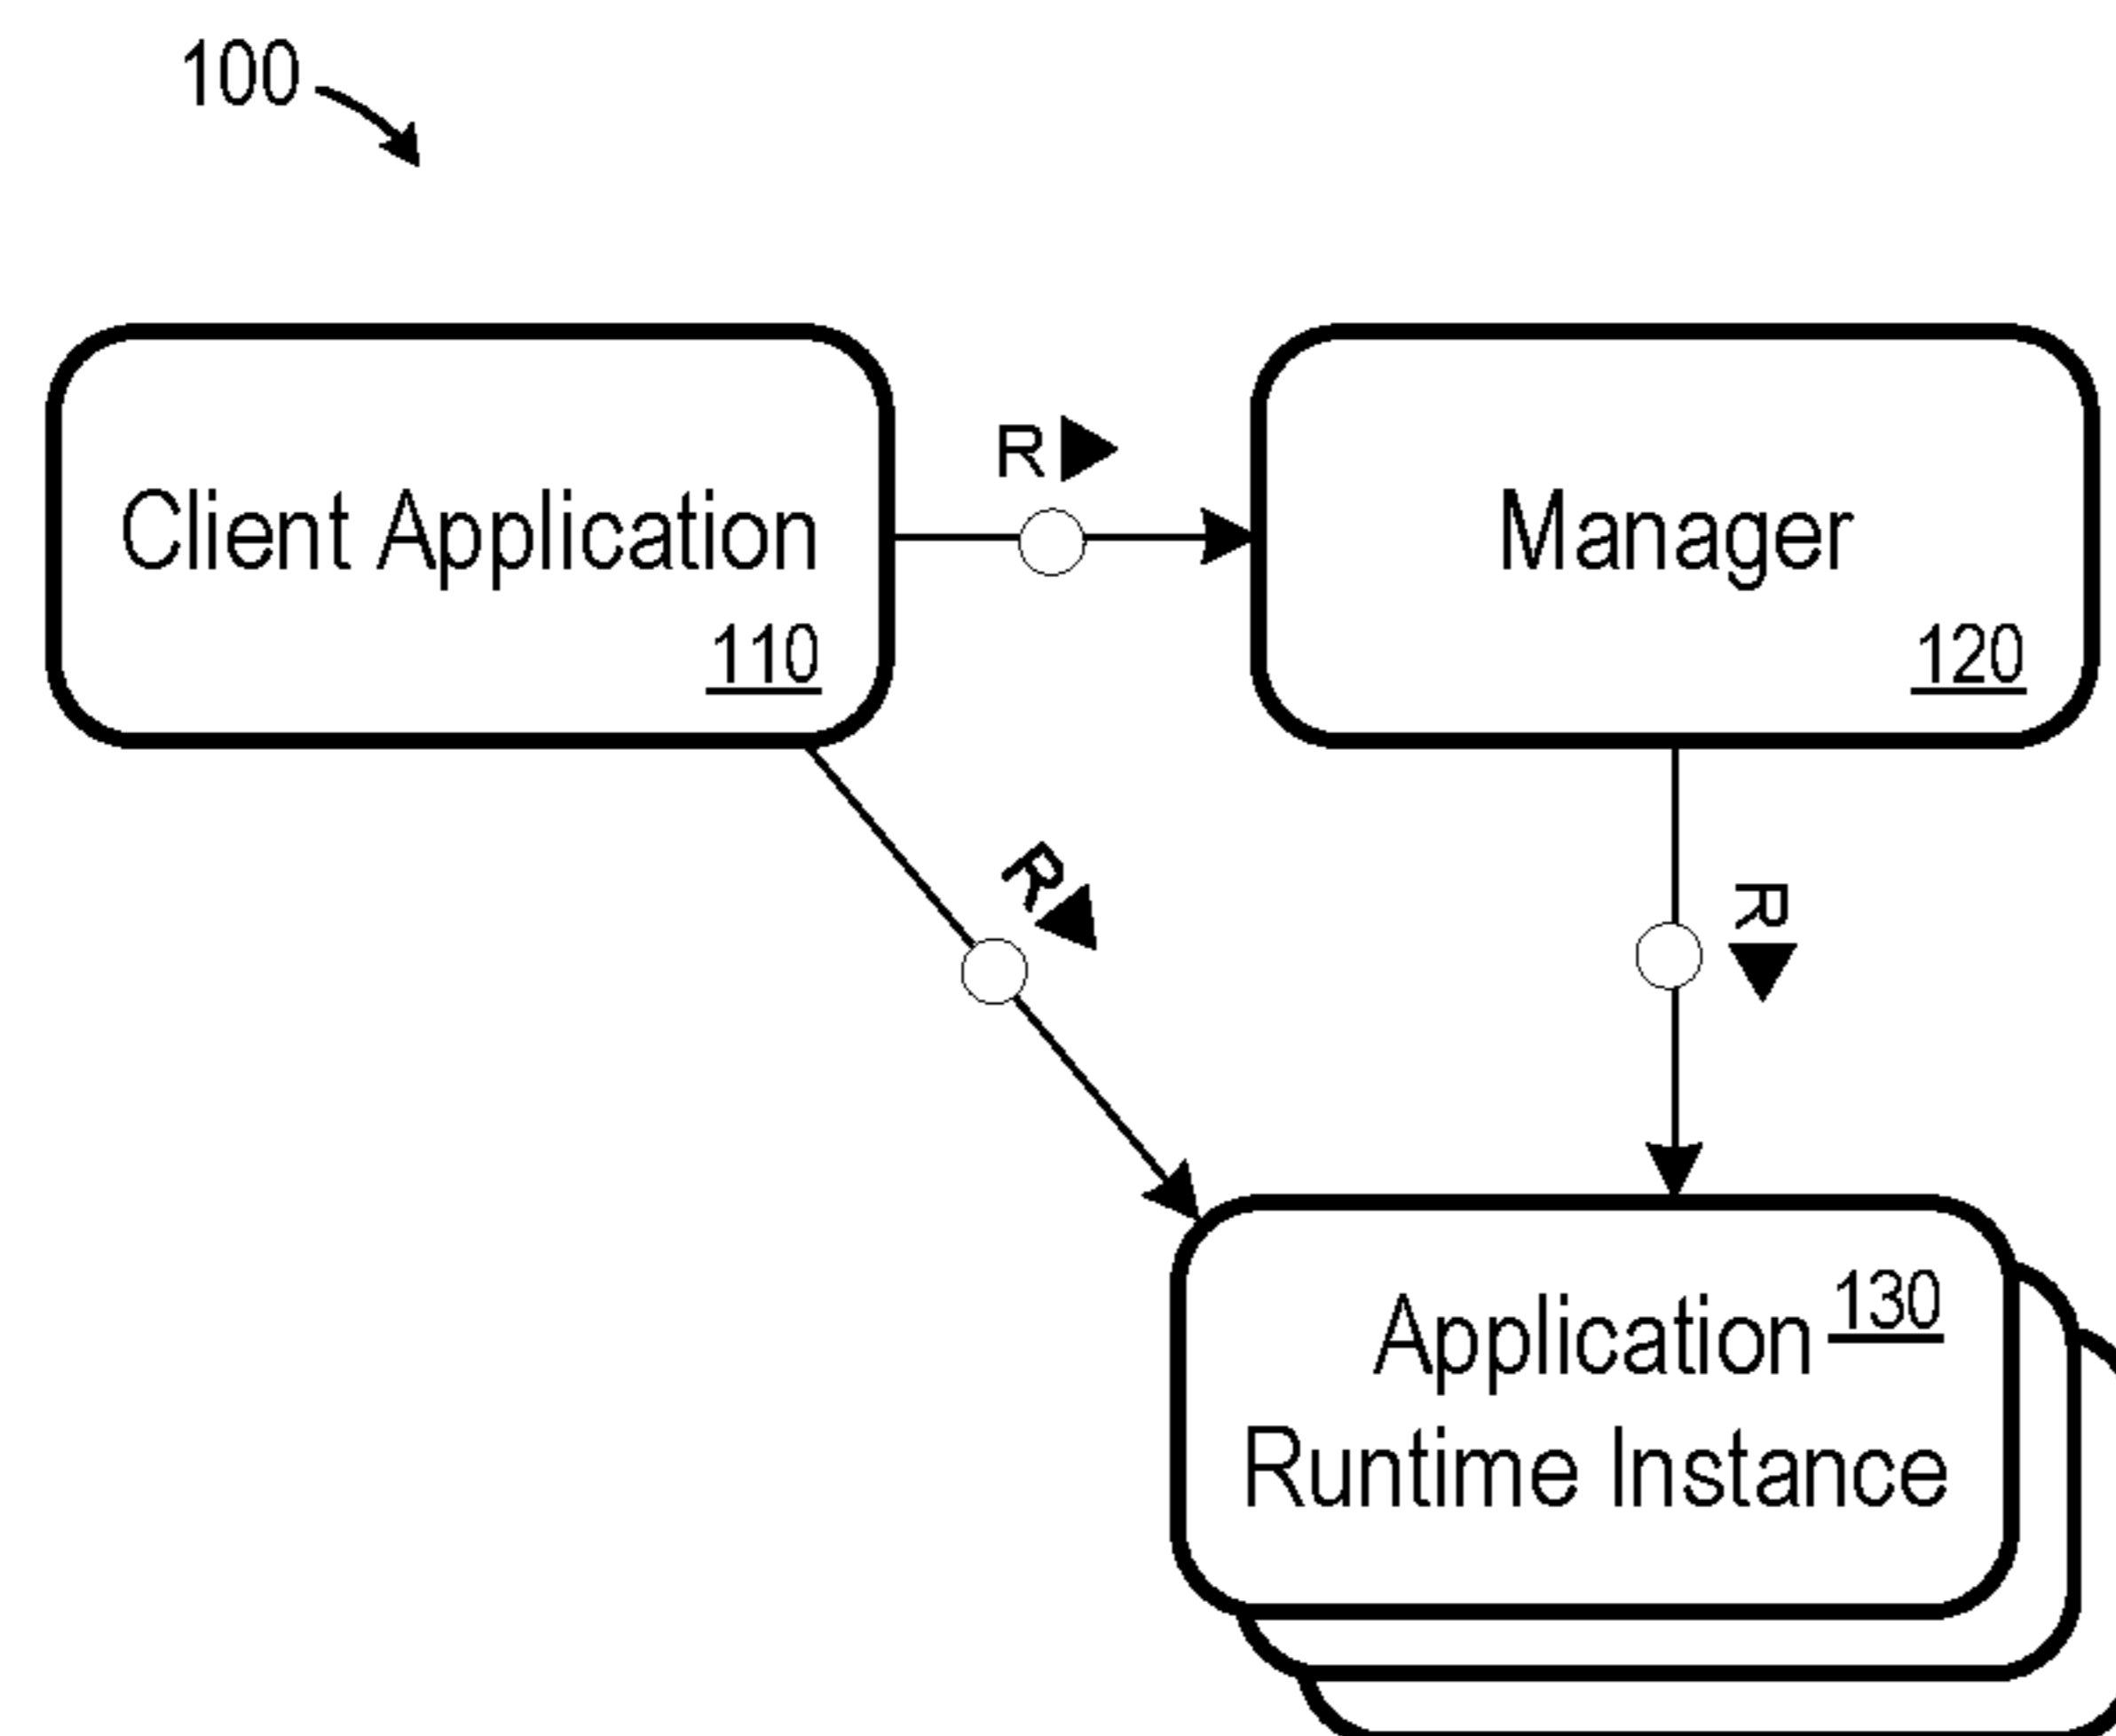 100
R
Client Application
Manager
110
120
R
R
Application 130
Runtime Instance